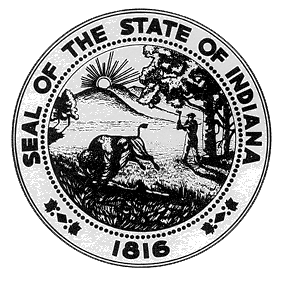 SEAL OF THE STATE OF INDIANA
1816